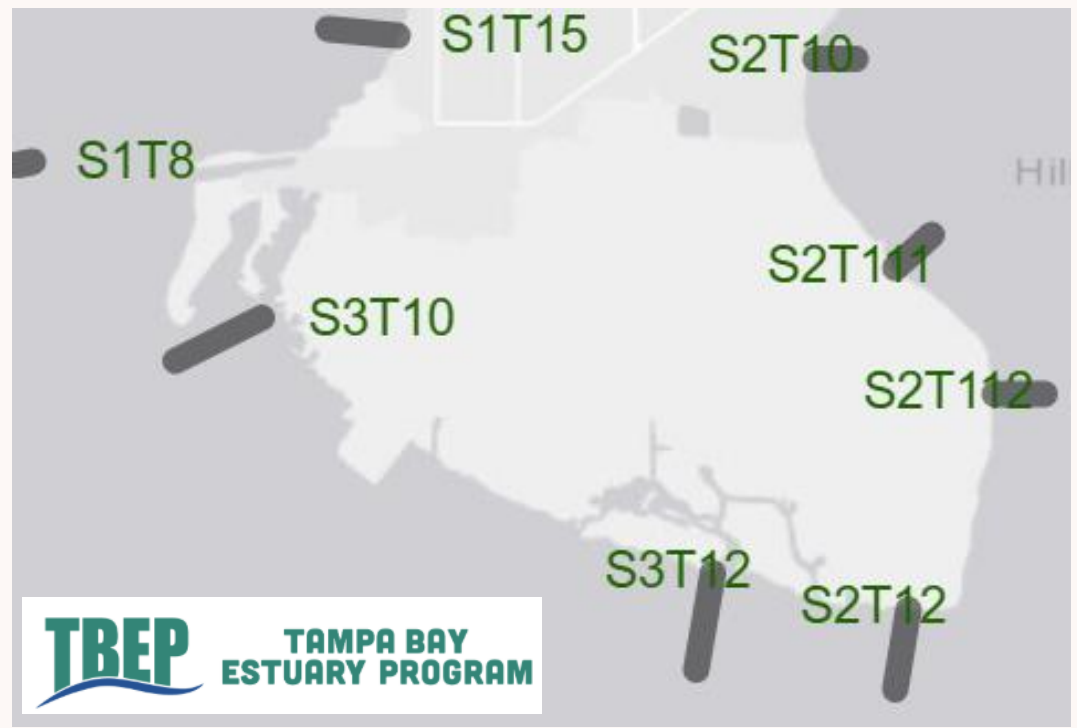 S1T15
S2T10
S1T8
Hil
S2T111
S3T10
S2T112
S3T12
S2T12
TBEP
TAMPA BAY
ESTUARY PROGRAM